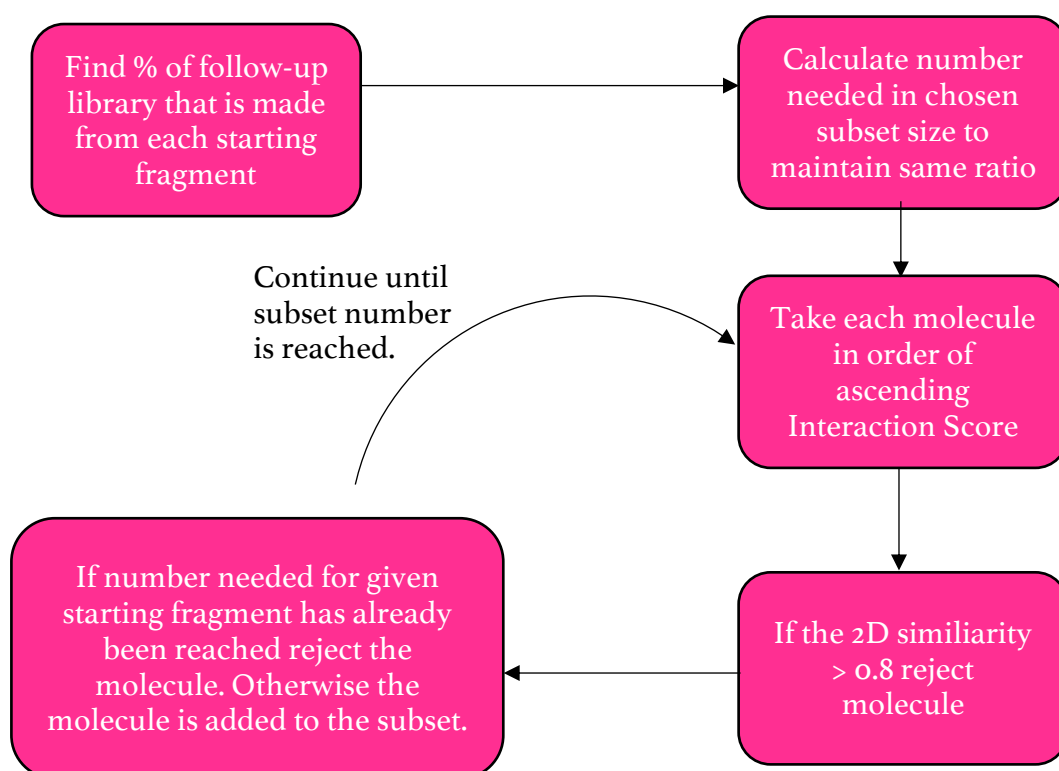 Find % of follow-up
library that is made
from each starting
fragment
Calculate number
needed in chosen
subset size to
maintain same ratio
Continue until
subset number
is reached.
Take each molecule
in order of
ascending
Interaction Score
If number needed for given
starting fragment has already
been reached reject the
molecule. Otherwise the
molecule is added to the subset.
If the 2D similiarity
> 0.8 reject
molecule